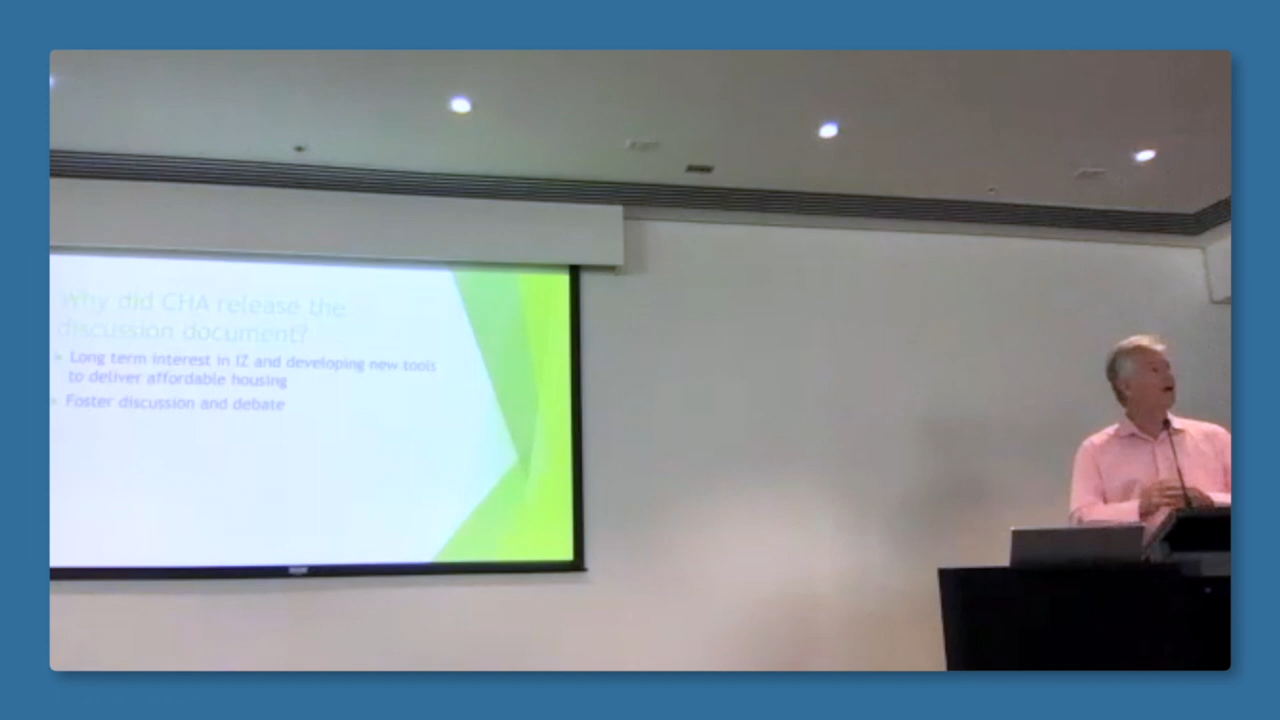 Why did CHA release the
discussion document?
Long term interest in IZ and developing new tools
to deliver affordable housing
Foster discussion and debate